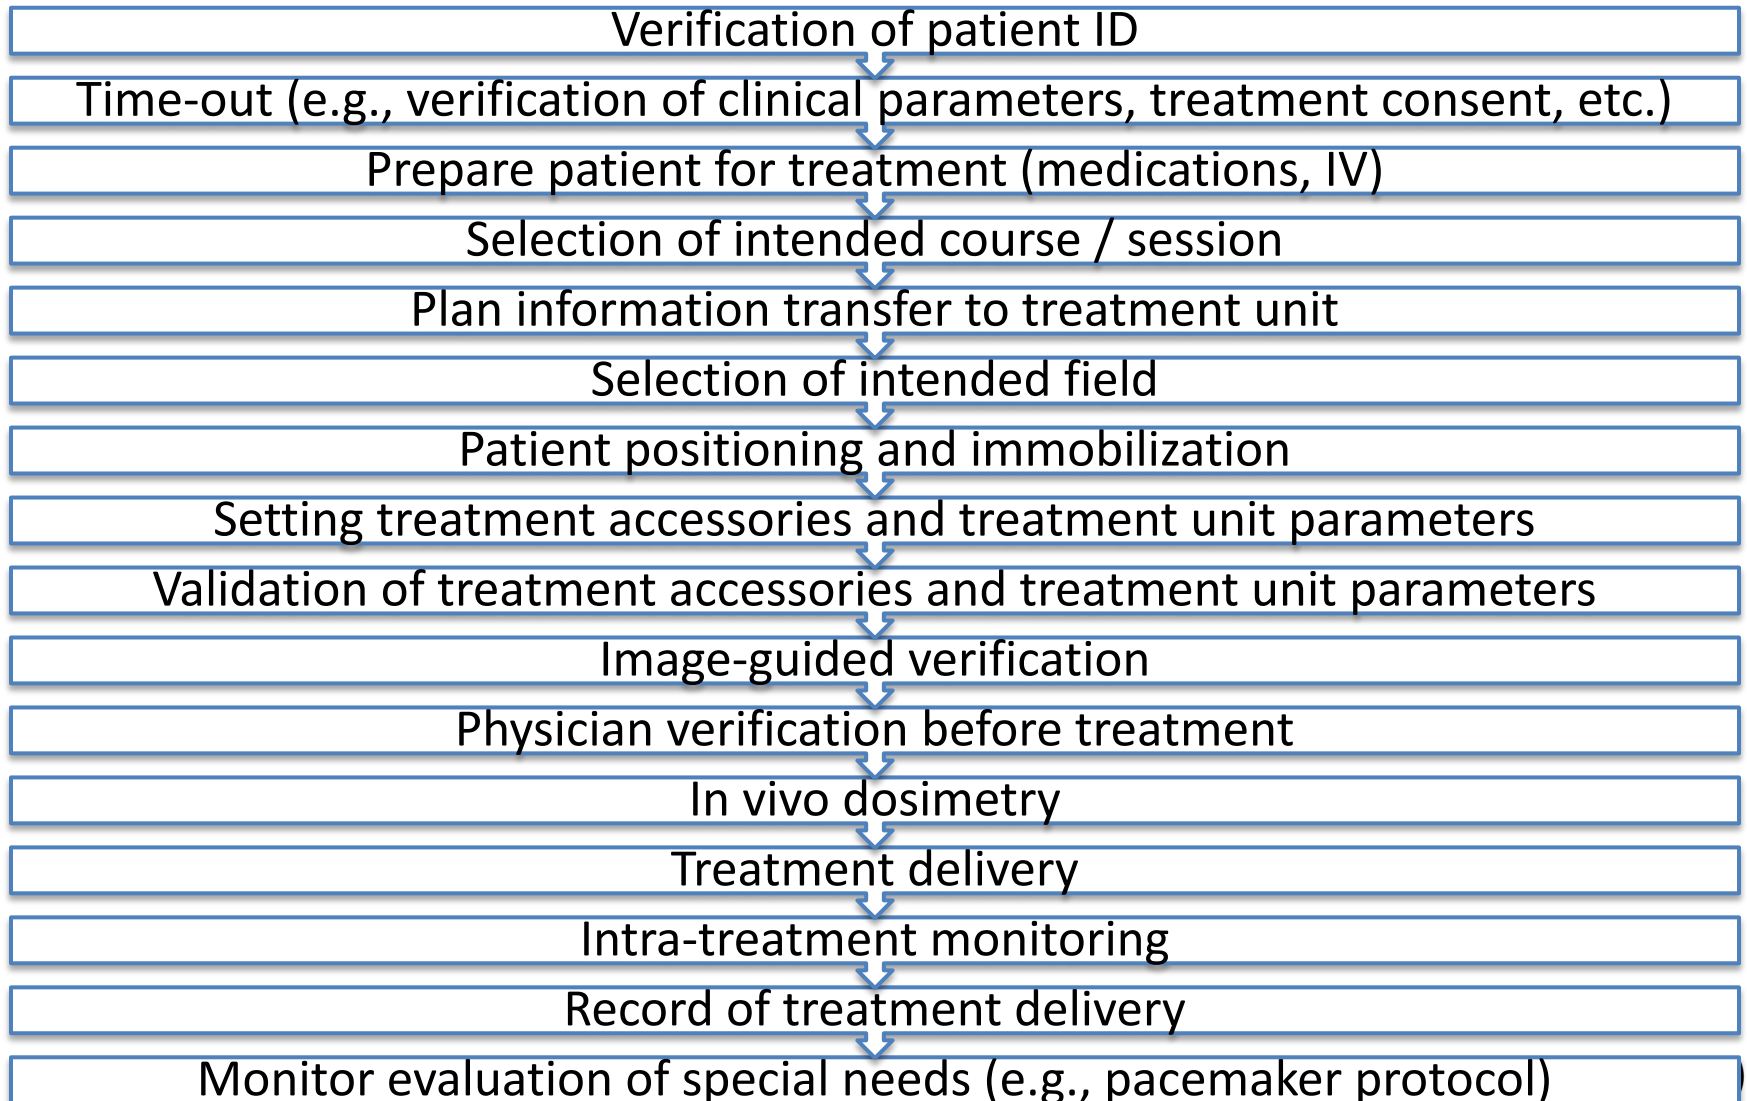 Verification of patient ID
Time-out (e.g., verification of clinical parameters, treatment consent, etc.)
Prepare patient for treatment (medications, IV)
Selection of intended course / session
Plan information transfer to treatment unit
Selection of intended field
Patient positioning and immobilization
Setting treatment accessories and treatment unit parameters
Validation of treatment accessories and treatment unit parameters
Image-guided verification
Physician verification before treatment
In vivo dosimetry
Treatment delivery
Intra-treatment monitoring
Record of treatment delivery
Monitor evaluation of special needs (e.g., pacemaker protocol)